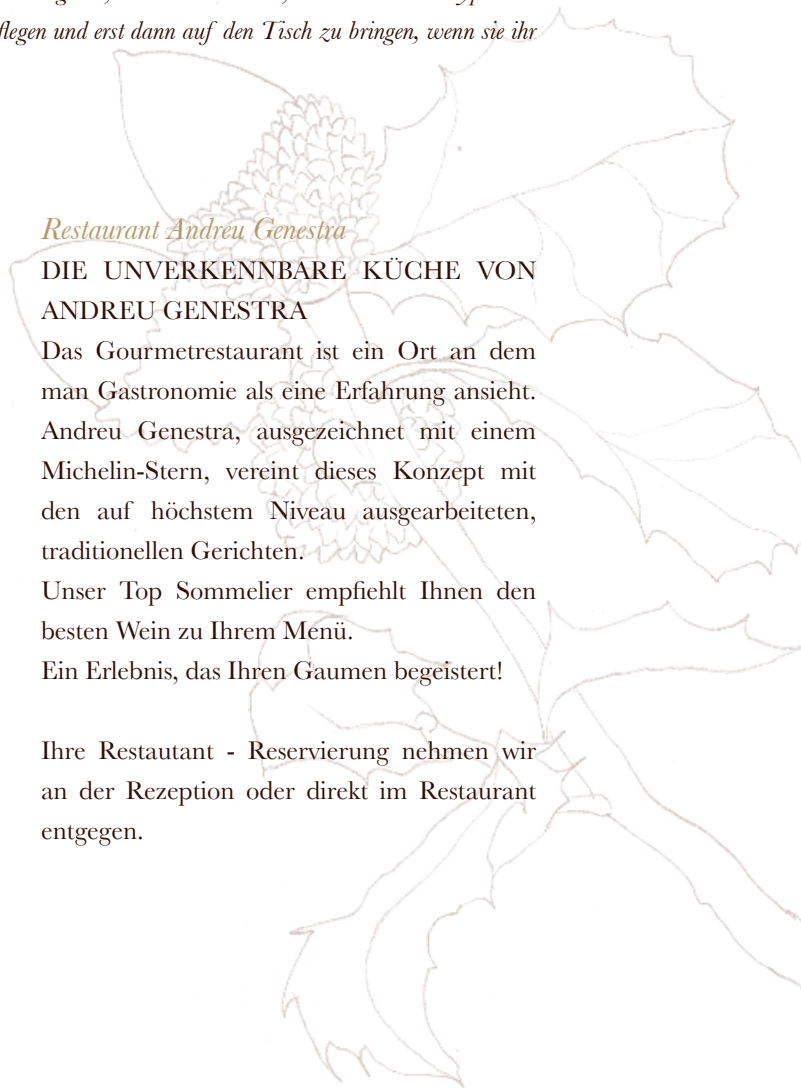 flegen und erst dann auf den Tisch zu bringen, wenn sie ihr
Restaurant Andreu Genestra
DIE UNVERKENNBARE KÜCHE VON
ANDREU GENESTRA
Das Gourmetrestaurant ist ein Ort an dem
man Gastronomie als eine Erfahrung ansieht.
Andreu Genestra, ausgezeichnet mit einem
Michelin-Stern, vereint dieses Konzept mit
den auf höchstem Niveau ausgearbeiteten,
traditionellen Gerichten.
Unser Top Sommelier empfiehlt Ihnen den
besten Wein zu Ihrem Menü.
Ein Erlebnis, das Ihren Gaumen begeistert!
Ihre Restautant - Reservierung nehmen wir
an der Rezeption oder direkt im Restaurant
entgegen.